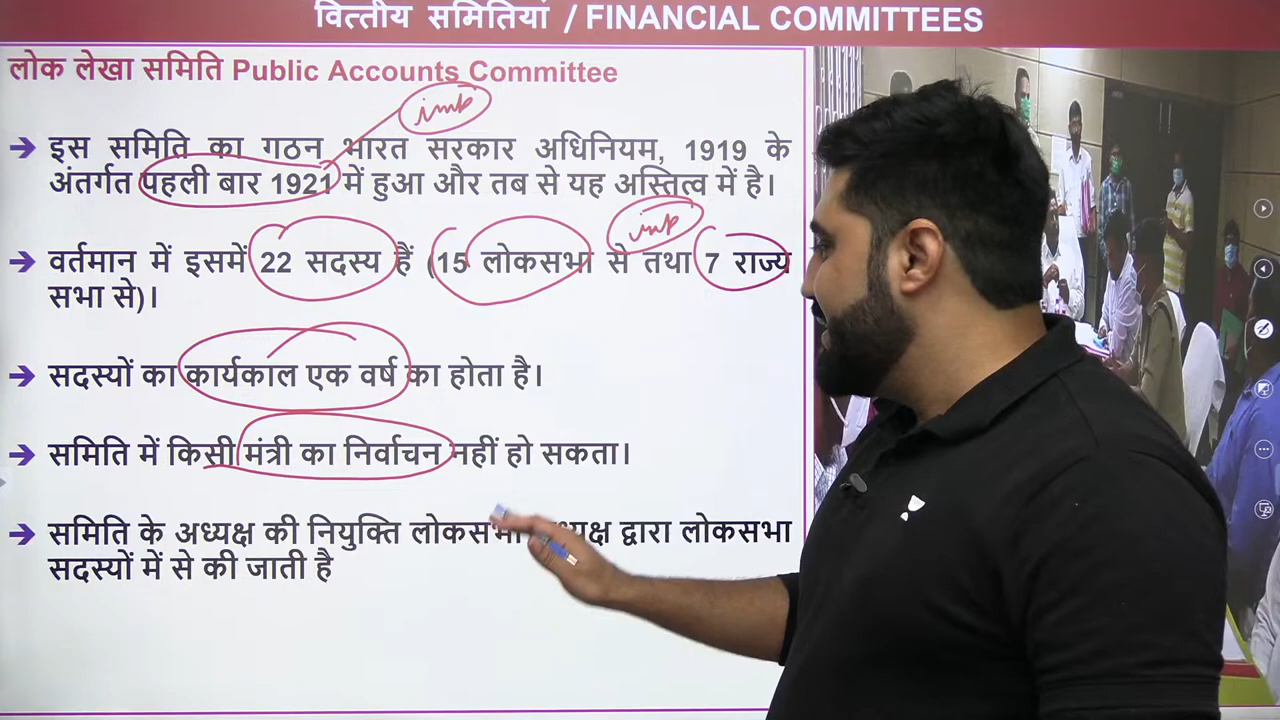 वित्तीय समितियां / FINANCIAL COMMITTEES
लोक लेखा समिति Public Accounts Committee
imp
➔ इस समिति का गठन भारत सरकार अधिनियम, 1919 के
अंतर्गत पहली बार 1921 में हुआ और तब से यह अस्तित्व में है।
imp
➔ वर्तमान में इसमें 22 सदस्य हैं (15 लोकसभा से तथा 7 राज्य
सभा से)।
➔ सदस्यों का कार्यकाल एक वर्ष का होता है।
➔ समिति में किसी मंत्री का निर्वाचन नहीं हो सकता।
➔ समिति के अध्यक्ष की नियुक्ति लोकसभा द्वारा लोकसभा
सदस्यों में से की जाती है